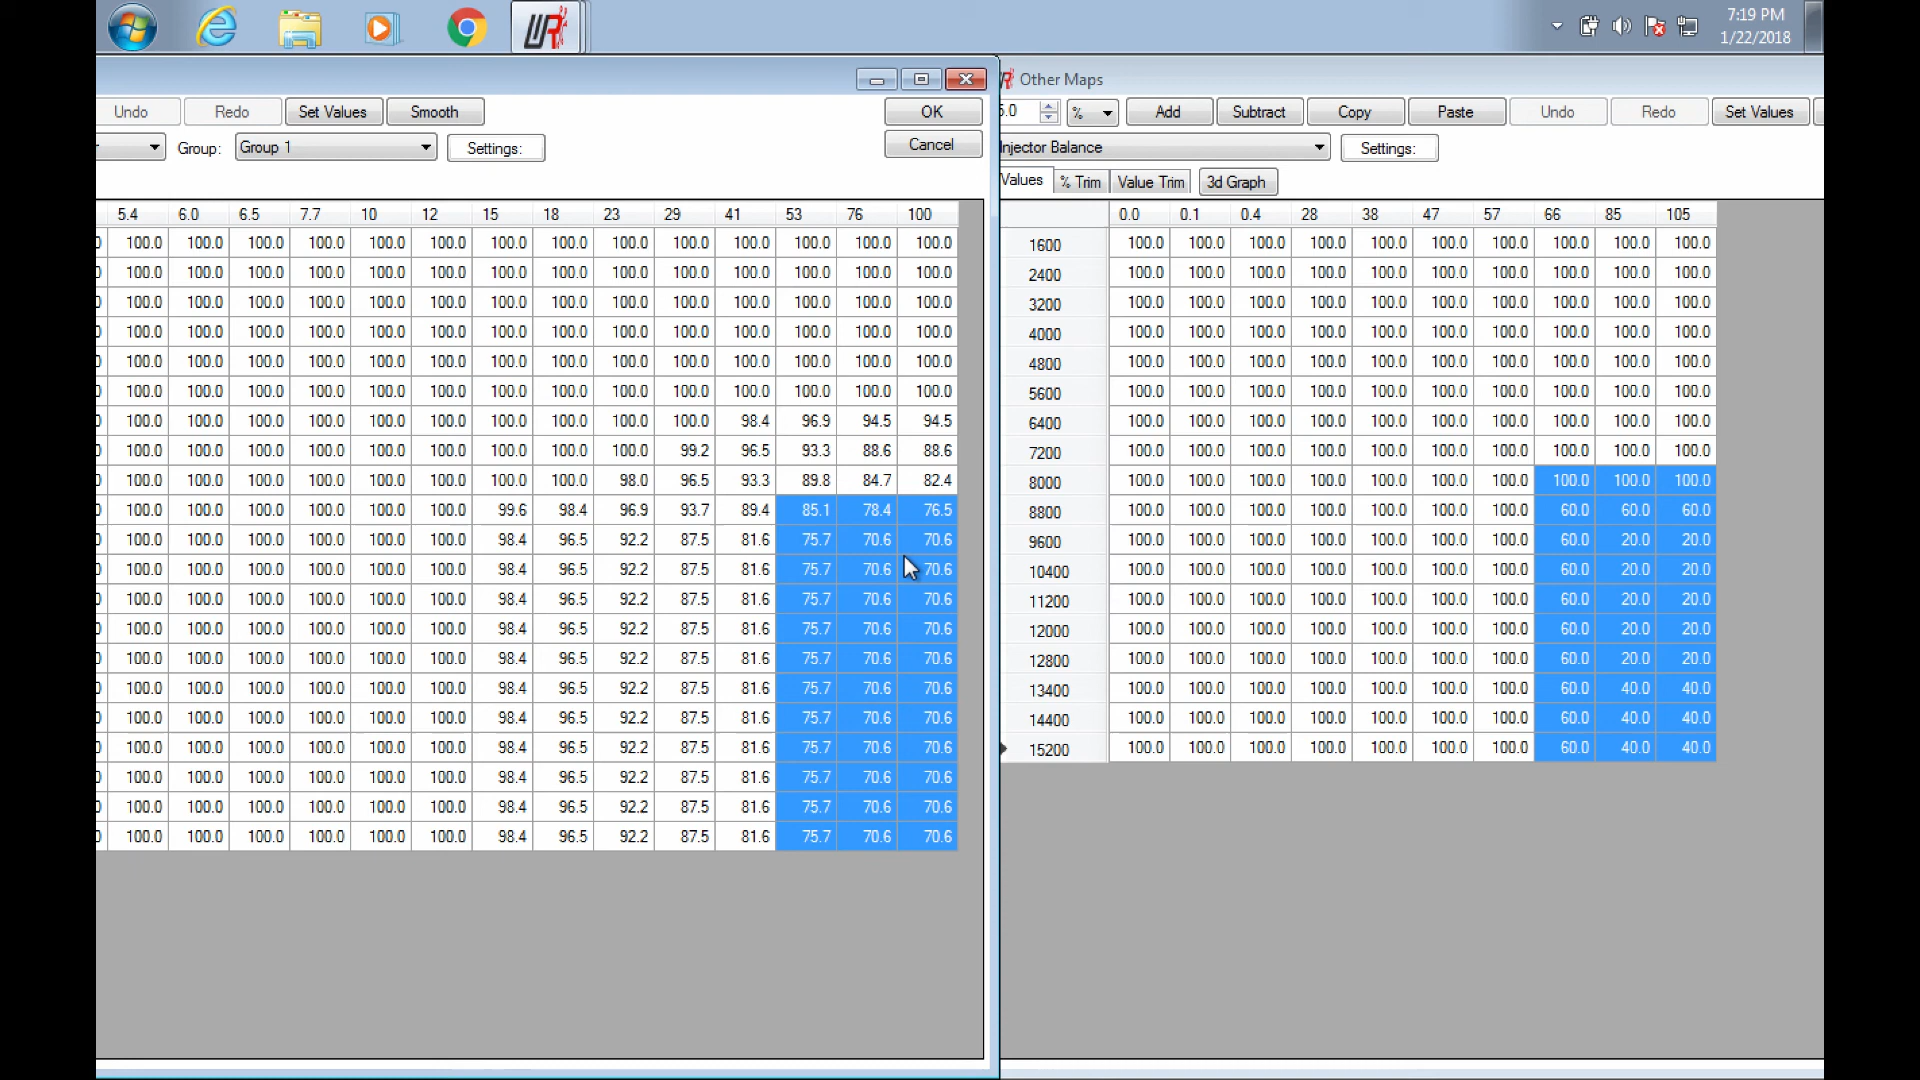 7:19 PM
1/22/2018
Undo Redo Set Values Smooth OK
Group: Group 1 Settings: Cancel
5.4 6.0 6.5 7.7 10 12 15 18 23 29 41 53 76 100
100.0 100.0 100.0 100.0 100.0 100.0 100.0 100.0 100.0 100.0 100.0 100.0 100.0 100.0
100.0 100.0 100.0 100.0 100.0 100.0 100.0 100.0 100.0 100.0 100.0 100.0 100.0 100.0
100.0 100.0 100.0 100.0 100.0 100.0 100.0 100.0 100.0 100.0 100.0 100.0 100.0 100.0
100.0 100.0 100.0 100.0 100.0 100.0 100.0 100.0 100.0 100.0 100.0 100.0 100.0 100.0
100.0 100.0 100.0 100.0 100.0 100.0 100.0 100.0 100.0 100.0 100.0 100.0 100.0 100.0
100.0 100.0 100.0 100.0 100.0 100.0 100.0 100.0 100.0 100.0 100.0 100.0 100.0 100.0
100.0 100.0 100.0 100.0 100.0 100.0 100.0 100.0 100.0 100.0 98.4 96.9 94.5 94.5
100.0 100.0 100.0 100.0 100.0 100.0 100.0 100.0 100.0 99.2 96.5 93.3 88.6 88.6
100.0 100.0 100.0 100.0 100.0 100.0 100.0 100.0 98.0 96.5 93.3 89.8 84.7 82.4
100.0 100.0 100.0 100.0 100.0 100.0 99.6 98.4 96.9 93.7 89.4 85.1 78.4 76.5
100.0 100.0 100.0 100.0 100.0 100.0 98.4 96.5 92.2 87.5 81.6 75.7 70.6 70.6
100.0 100.0 100.0 100.0 100.0 100.0 98.4 96.5 92.2 87.5 81.6 75.7 70.6 70.6
100.0 100.0 100.0 100.0 100.0 100.0 98.4 96.5 92.2 87.5 81.6 75.7 70.6 70.6
100.0 100.0 100.0 100.0 100.0 100.0 98.4 96.5 92.2 87.5 81.6 75.7 70.6 70.6
100.0 100.0 100.0 100.0 100.0 100.0 98.4 96.5 92.2 87.5 81.6 75.7 70.6 70.6
100.0 100.0 100.0 100.0 100.0 100.0 98.4 96.5 92.2 87.5 81.6 75.7 70.6 70.6
100.0 100.0 100.0 100.0 100.0 100.0 98.4 96.5 92.2 87.5 81.6 75.7 70.6 70.6
100.0 100.0 100.0 100.0 100.0 100.0 98.4 96.5 92.2 87.5 81.6 75.7 70.6 70.6
100.0 100.0 100.0 100.0 100.0 100.0 98.4 96.5 92.2 87.5 81.6 75.7 70.6 70.6
100.0 100.0 100.0 100.0 100.0 100.0 98.4 96.5 92.2 87.5 81.6 75.7 70.6 70.6
100.0 100.0 100.0 100.0 100.0 100.0 98.4 96.5 92.2 87.5 81.6 75.7 70.6 70.6
Other Maps
5.0 % Add Subtract Copy Paste Undo Redo Set Values
Injector Balance Settings:
Values % Trim Value Trim 3d Graph
0.0 0.1 0.4 28 38 47 57 66 85 105
1600 100.0 100.0 100.0 100.0 100.0 100.0 100.0 100.0 100.0 100.0
2400 100.0 100.0 100.0 100.0 100.0 100.0 100.0 100.0 100.0 100.0
3200 100.0 100.0 100.0 100.0 100.0 100.0 100.0 100.0 100.0 100.0
4000 100.0 100.0 100.0 100.0 100.0 100.0 100.0 100.0 100.0 100.0
4800 100.0 100.0 100.0 100.0 100.0 100.0 100.0 100.0 100.0 100.0
5600 100.0 100.0 100.0 100.0 100.0 100.0 100.0 100.0 100.0 100.0
6400 100.0 100.0 100.0 100.0 100.0 100.0 100.0 100.0 100.0 100.0
7200 100.0 100.0 100.0 100.0 100.0 100.0 100.0 100.0 100.0 100.0
8000 100.0 100.0 100.0 100.0 100.0 100.0 100.0 100.0 100.0 100.0
8800 100.0 100.0 100.0 100.0 100.0 100.0 100.0 60.0 60.0 60.0
9600 100.0 100.0 100.0 100.0 100.0 100.0 100.0 60.0 20.0 20.0
10400 100.0 100.0 100.0 100.0 100.0 100.0 100.0 60.0 20.0 20.0
11200 100.0 100.0 100.0 100.0 100.0 100.0 100.0 60.0 20.0 20.0
12000 100.0 100.0 100.0 100.0 100.0 100.0 100.0 60.0 20.0 20.0
12800 100.0 100.0 100.0 100.0 100.0 100.0 100.0 60.0 20.0 20.0
13400 100.0 100.0 100.0 100.0 100.0 100.0 100.0 60.0 40.0 40.0
14400 100.0 100.0 100.0 100.0 100.0 100.0 100.0 60.0 40.0 40.0
15200 100.0 100.0 100.0 100.0 100.0 100.0 100.0 60.0 40.0 40.0